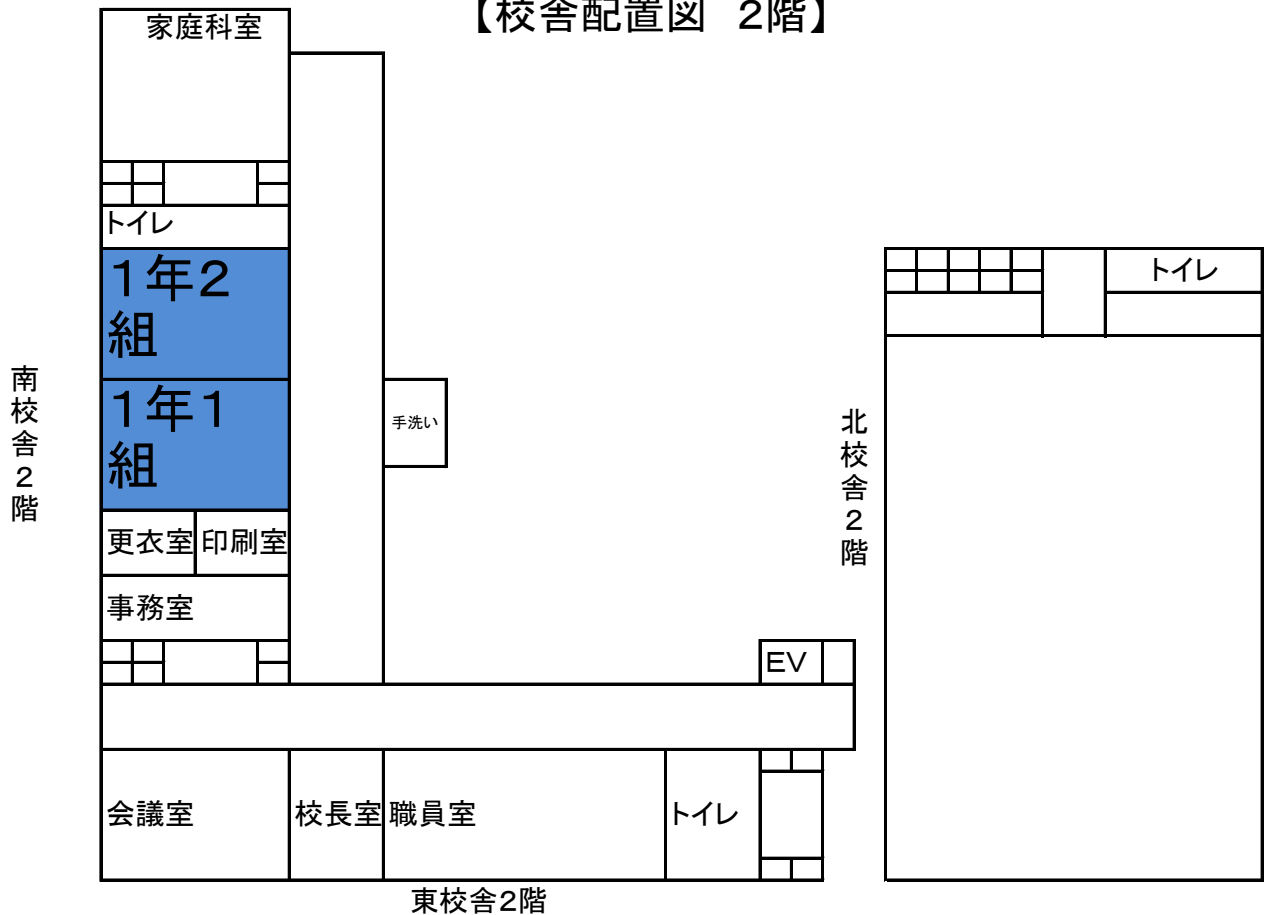 【校舎配置図　２階】
家庭科室
トイレ
１年２
組
１年１
組
手洗い
更衣室
印刷室
事務室
南校舎２階
トイレ
北校舎２階
EV
会議室
校長室
職員室
トイレ
東校舎２階